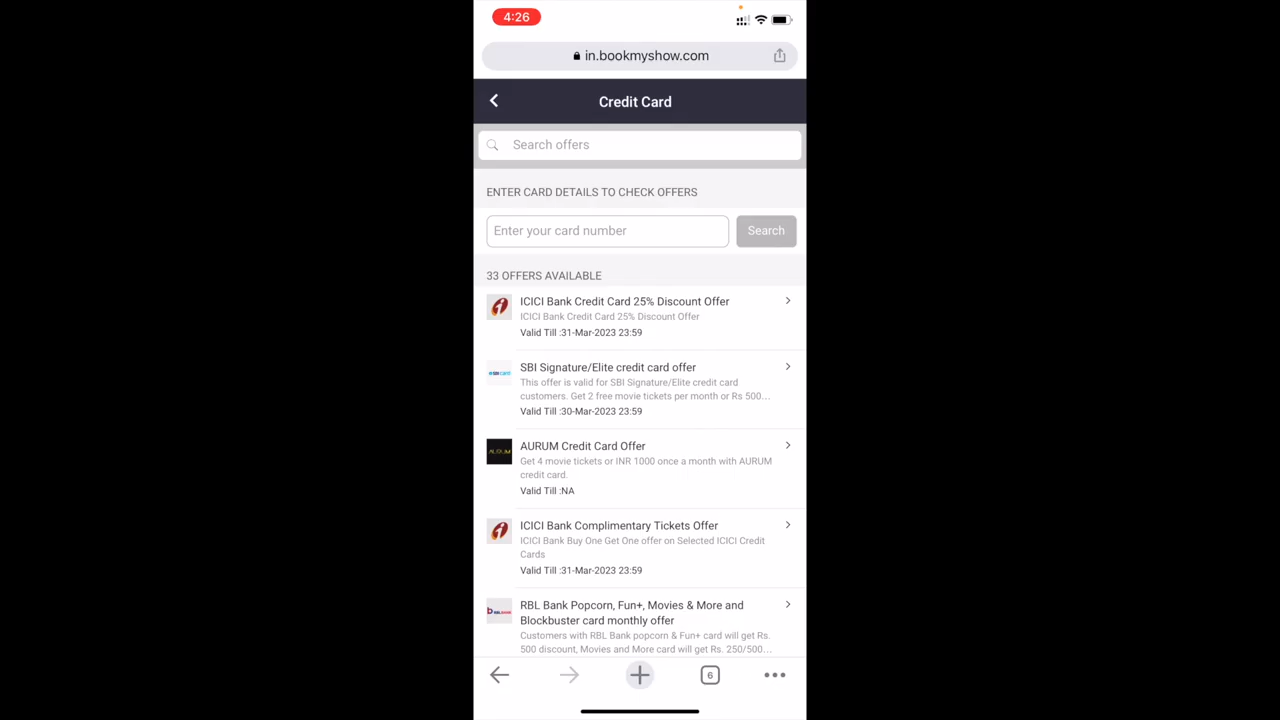 4:26
in.bookmyshow.com
Credit Card
Search offers
ENTER CARD DETAILS TO CHECK OFFERS
Enter your card number
Search
33 OFFERS AVAILABLE
ICICI Bank Credit Card 25% Discount Offer
ICICI Bank Credit Card 25% Discount Offer
Valid Till :31-Mar-2023 23:59
SBI card
SBI Signature/Elite credit card offer
This offer is valid for SBI Signature/Elite credit card
customers. Get 2 free movie tickets per month or Rs 500...
Valid Till :30-Mar-2023 23:59
AURUM
AURUM Credit Card Offer
Get 4 movie tickets or INR 1000 once a month with AURUM
credit card.
Valid Till :NA
ICICI Bank Complimentary Tickets Offer
ICICI Bank Buy One Get One offer on Selected ICICI Credit
Cards
Valid Till :31-Mar-2023 23:59
RBLBANK
RBL Bank Popcorn, Fun+, Movies & More and
Blockbuster card monthly offer
Customers with RBL Bank popcorn & Fun+ card will get Rs.
500 discount, Movies and More card will get Rs. 250/500...
6